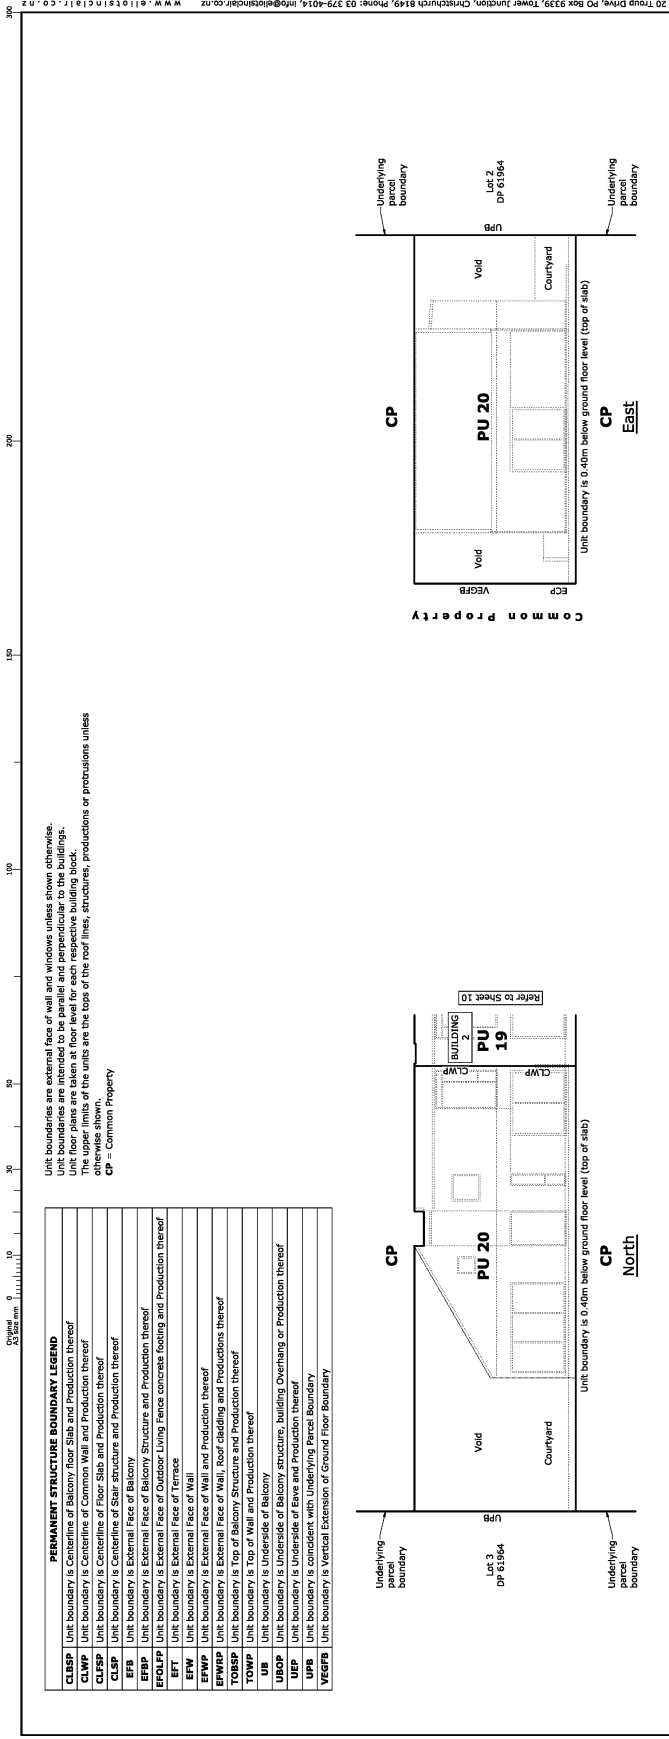 20 Troup Drive, PO Box 9339, Tower Junction, Christchurch 8149, Phone: 03 379-4014, info@eliotsinclair.co.nz
www.eliotsinclair.co.nz
Original
A3 size mm
0
10
30
50
100
150
200
300
PERMANENT STRUCTURE BOUNDARY LEGEND
CLBSP Unit boundary is Centerline of Balcony floor Slab and Production thereof
CLWP Unit boundary is Centerline of Common Wall and Production thereof
CLFSP Unit boundary is Centerline of Floor Slab and Production thereof
CLSP Unit boundary is Centerline of Stair structure and Production thereof
EFB Unit boundary is External Face of Balcony
EFBP Unit boundary is External Face of Balcony Structure and Production thereof
EFOLFP Unit boundary is External Face of Outdoor Living Fence concrete footing and Production thereof
EFT Unit boundary is External Face of Terrace
EFW Unit boundary is External Face of Wall
EFWP Unit boundary is External Face of Wall and Production thereof
EFWRP Unit boundary is External Face of Wall, Roof cladding and Productions thereof
TOBSP Unit boundary is Top of Balcony Structure and Production thereof
TOWP Unit boundary is Top of Wall and Production thereof
UB Unit boundary is Underside of Balcony
UBOP Unit boundary is Underside of Balcony structure, building Overhang or Production thereof
UEP Unit boundary is Underside of Eave and Production thereof
UPB Unit boundary is coincident with Underlying Parcel Boundary
VEGFB Unit boundary is Vertical Extension of Ground Floor Boundary
Unit boundaries are external face of wall and windows unless shown otherwise.
Unit boundaries are intended to be parallel and perpendicular to the buildings.
Unit floor plans are taken at floor level for each respective building block.
The upper limits of the units are the tops of the roof lines, structures, productions or protrusions unless
otherwise shown.
CP = Common Property
Underlying
parcel
boundary
CP
Lot 3
DP 61964
UPB
Void
PU 20
CLWP
BUILDING
2
PU
19
Refer to Sheet 10
Courtyard
CLWP
Unit boundary is 0.40m below ground floor level (top of slab)
Underlying
parcel
boundary
CP
North
CP
Underlying
parcel
boundary
Common Property
VEGFB
Void
PU 20
Void
UPB
Lot 2
DP 61964
ECP
Courtyard
Unit boundary is 0.40m below ground floor level (top of slab)
CP
East
Underlying
parcel
boundary